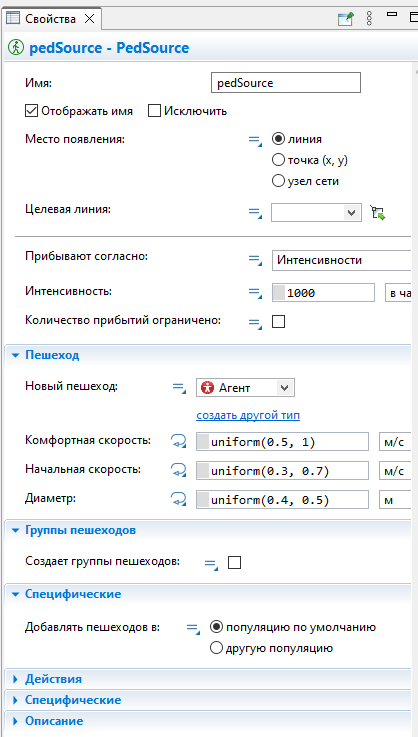 Свойства
pedSource - PedSource
Имя: pedSource
Отображать имя Исключить
Место появления: линия
точка (x, y)
узел сети
Целевая линия:
Прибывают согласно: Интенсивности
Интенсивность: 1000 в ча
Количество прибытий ограничено:
Пешеход
Новый пешеход: Агент
создать другой тип
Комфортная скорость: uniform(0.5, 1) м/с
Начальная скорость: uniform(0.3, 0.7) м/с
Диаметр: uniform(0.4, 0.5) м
Группы пешеходов
Создает группы пешеходов:
Специфические
Добавлять пешеходов в: популяцию по умолчанию
другую популяцию
Действия
Специфические
Описание